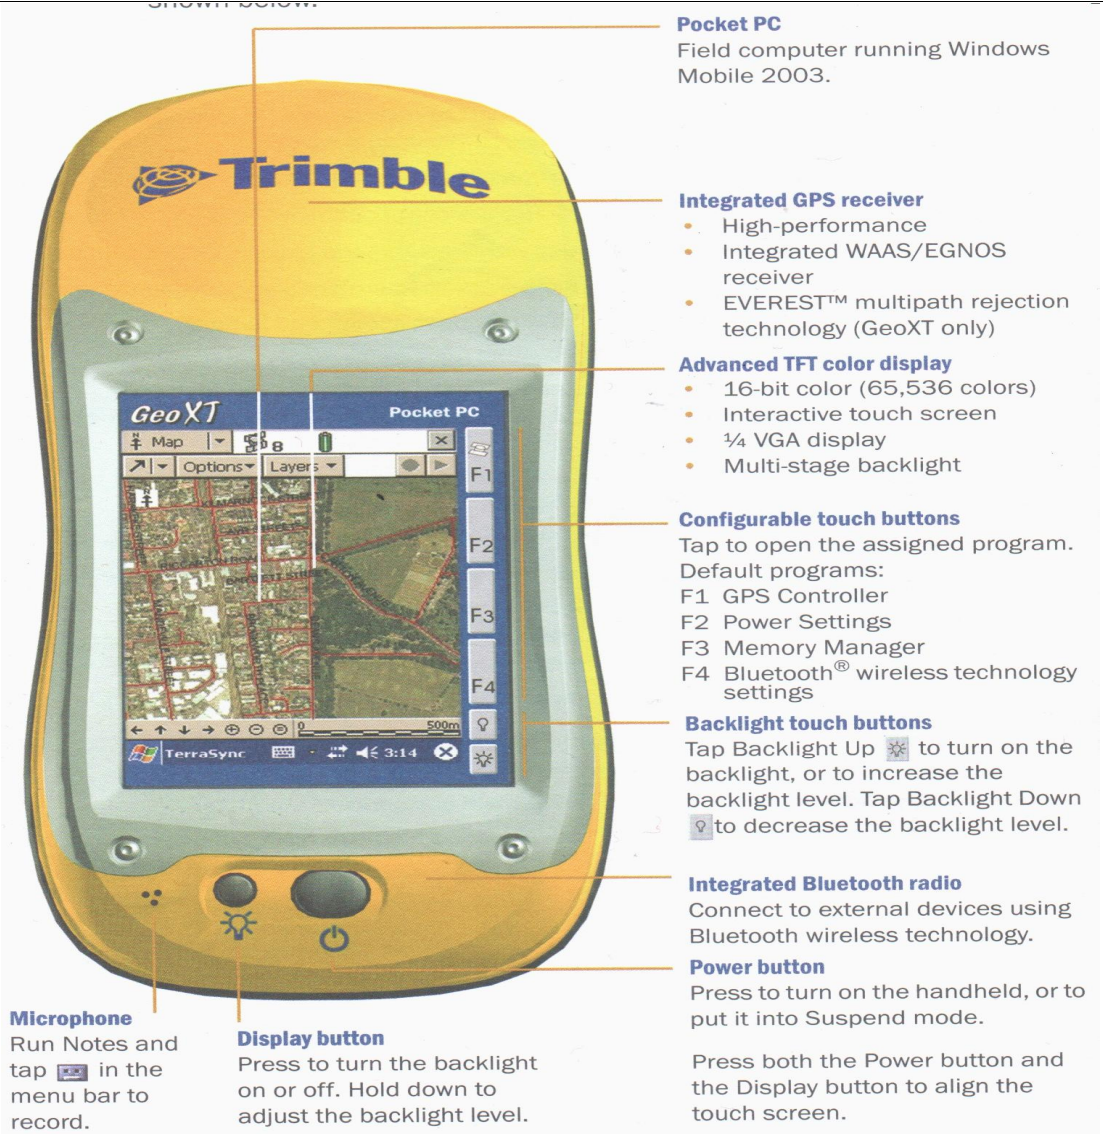 shown below.
Pocket PC
Field computer running Windows
Mobile 2003.
Trimble
Integrated GPS receiver
• High-performance
• Integrated WAAS/EGNOS
receiver
• EVEREST™ multipath rejection
technology (GeoXT only)
Advanced TFT color display
• 16-bit color (65,536 colors)
• Interactive touch screen
• ¼ VGA display
• Multi-stage backlight
GeoXT Pocket PC
Map 8
Options Layers
F1
F2
F3
F4
0 500m
TerraSync 3:14
Configurable touch buttons
Tap to open the assigned program.
Default programs:
F1 GPS Controller
F2 Power Settings
F3 Memory Manager
F4 Bluetooth® wireless technology
settings
Backlight touch buttons
Tap Backlight Up to turn on the
backlight, or to increase the
backlight level. Tap Backlight Down
to decrease the backlight level.
Integrated Bluetooth radio
Connect to external devices using
Bluetooth wireless technology.
Power button
Press to turn on the handheld, or to
put it into Suspend mode.
Press both the Power button and
the Display button to align the
touch screen.
Microphone
Run Notes and
tap in the
menu bar to
record.
Display button
Press to turn the backlight
on or off. Hold down to
adjust the backlight level.